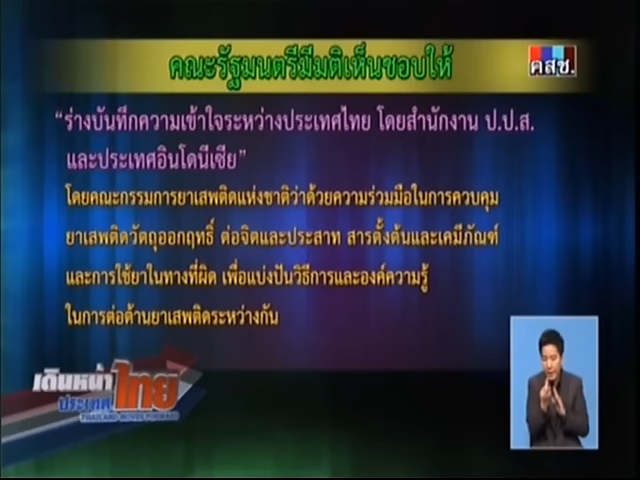 คณะรัฐมนตรีมีมติเห็นชอบให้
คสช.
“ร่างบันทึกความเข้าใจระหว่างประเทศไทย โดยสำนักงาน ป.ป.ส.
และประเทศอินโดนีเซีย”
โดยคณะกรรมการยาเสพติดแห่งชาติว่าด้วยความร่วมมือในการควบคุม
ยาเสพติดวัตถุออกฤทธิ์ ต่อจิตและประสาท สารตั้งต้นและเคมีภัณฑ์
และการใช้ยาในทางที่ผิด เพื่อแบ่งปันวิธีการและองค์ความรู้
ในการต่อต้านยาเสพติดระหว่างกัน
เดินหน้า
ประเทศไทย
THAILAND MOVES FORWARD